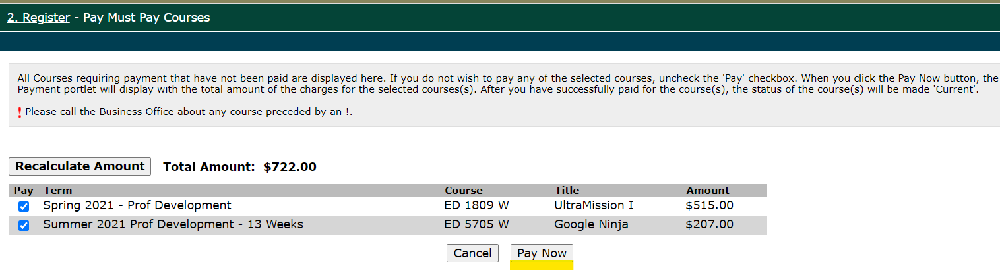 2. Register - Pay Must Pay Courses
All Courses requiring payment that have not been paid are displayed here. If you do not wish to pay any of the selected courses, uncheck the 'Pay' checkbox. When you click the Pay Now button, the
Payment portlet will display with the total amount of the charges for the selected courses(s). After you have successfully paid for the course(s), the status of the course(s) will be made 'Current'.
! Please call the Business Office about any course preceded by an !.
Recalculate Amount Total Amount: $722.00
Pay Term Course Title Amount
Spring 2021 - Prof Development ED 1809 W UltraMission I $515.00
Summer 2021 Prof Development - 13 Weeks ED 5705 W Google Ninja $207.00
Cancel Pay Now